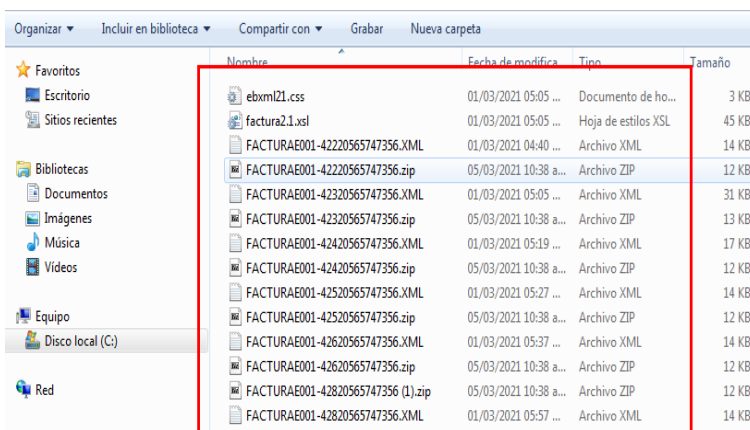 Organizar Incluir en biblioteca Compartir con Grabar Nueva carpeta
Favoritos
Escritorio
Sitios recientes
Bibliotecas
Documentos
Imágenes
Música
Vídeos
Equipo
Disco local (C:)
Red
Nombre Fecha de modifica... Tipo Tamaño
ebxml21.css 01/03/2021 05:05 ... Documento de ho... 3 KB
factura2.1.xsl 01/03/2021 05:05 ... Hoja de estilos XSL 45 KB
FACTURAE001-42220565747356.XML 01/03/2021 04:40 ... Archivo XML 14 KB
FACTURAE001-42220565747356.zip 05/03/2021 10:38 a... Archivo ZIP 12 KB
FACTURAE001-42320565747356.XML 01/03/2021 05:05 ... Archivo XML 31 KB
FACTURAE001-42320565747356.zip 05/03/2021 10:38 a... Archivo ZIP 13 KB
FACTURAE001-42420565747356.XML 01/03/2021 05:19 ... Archivo XML 17 KB
FACTURAE001-42420565747356.zip 05/03/2021 10:38 a... Archivo ZIP 12 KB
FACTURAE001-42520565747356.XML 01/03/2021 05:27 ... Archivo XML 14 KB
FACTURAE001-42520565747356.zip 05/03/2021 10:38 a... Archivo ZIP 12 KB
FACTURAE001-42620565747356.XML 01/03/2021 05:37 ... Archivo XML 14 KB
FACTURAE001-42620565747356.zip 05/03/2021 10:38 a... Archivo ZIP 12 KB
FACTURAE001-42820565747356 (1).zip 05/03/2021 10:38 a... Archivo ZIP 12 KB
FACTURAE001-42820565747356.XML 01/03/2021 05:57 ... Archivo XML 14 KB